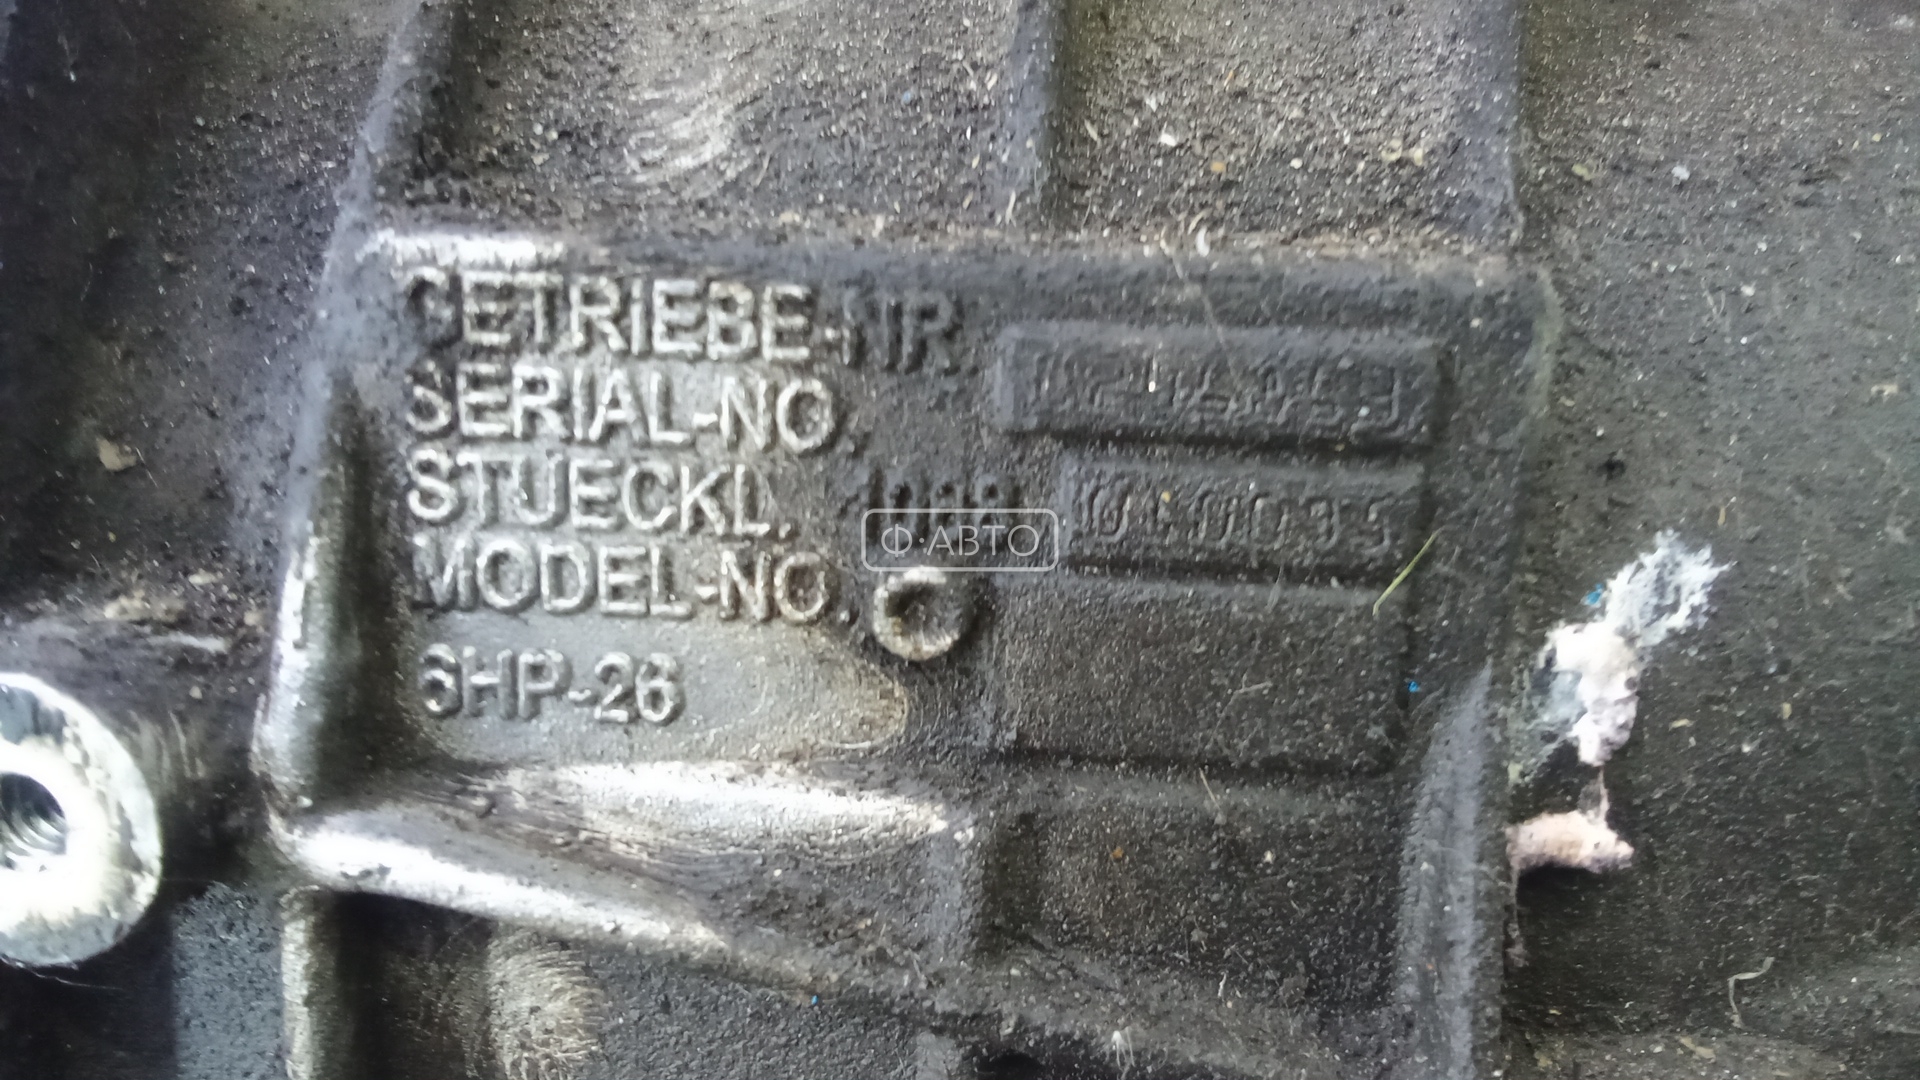 GETRIEBE-NR.
SERIAL-NO.
STUECKL.
MODEL-NO.
6HP-26
Ф·АВТО